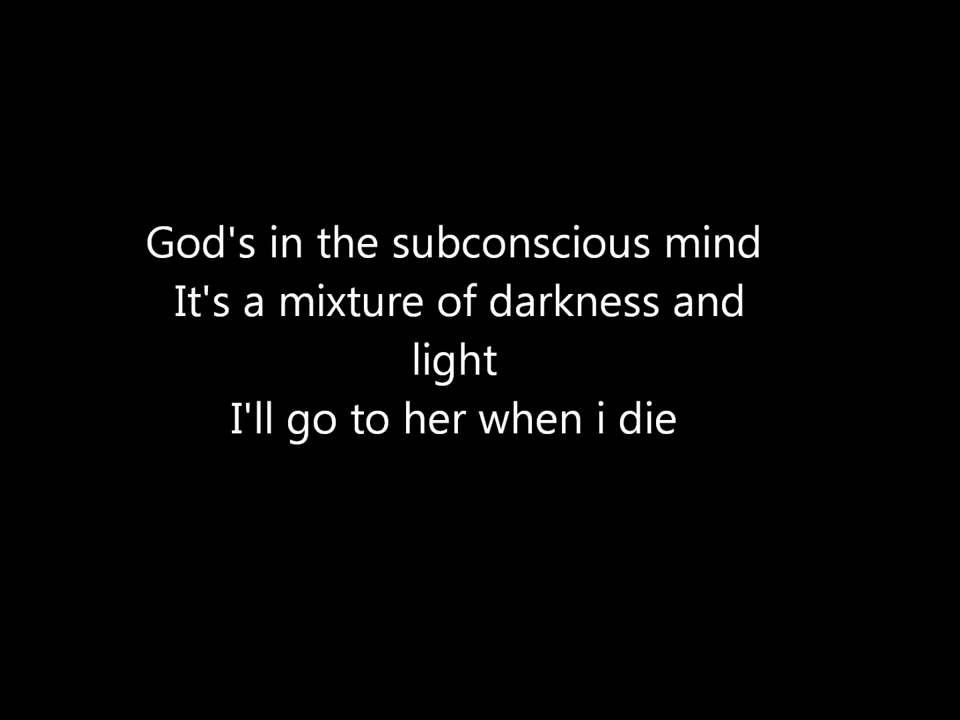 God's in the subconscious mind
It's a mixture of darkness and
light
I'll go to her when i die